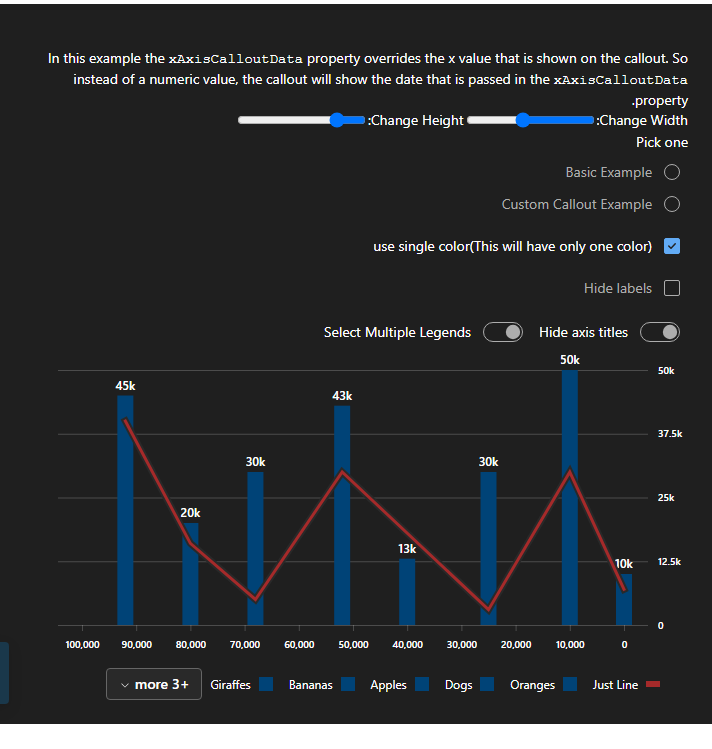 In this example the xAxisCalloutData property overrides the x value that is shown on the callout. So
instead of a numeric value, the callout will show the date that is passed in the xAxisCalloutData
.property
:Change Height :Change Width
Pick one
Basic Example
Custom Callout Example
use single color(This will have only one color)
Hide labels
Select Multiple Legends Hide axis titles
50k
50k
45k
43k
37.5k
30k
30k
25k
20k
13k
12.5k
10k
0
100,000 90,000 80,000 70,000 60,000 50,000 40,000 30,000 20,000 10,000 0
more 3+ Giraffes Bananas Apples Dogs Oranges Just Line